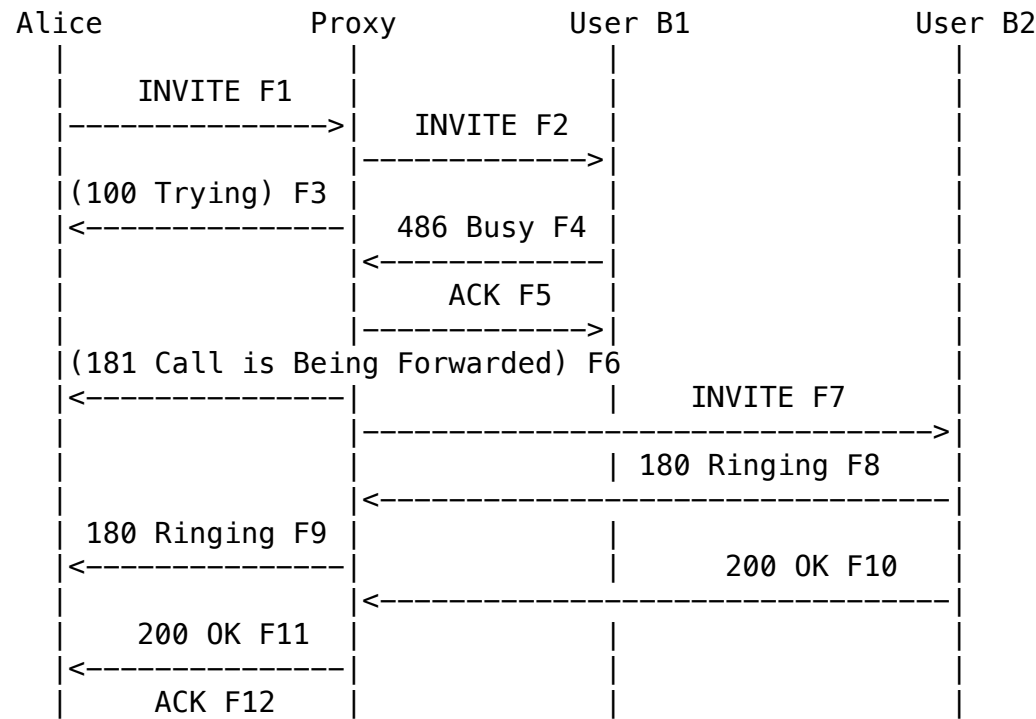 Alice Proxy User B1 User B2
INVITE F1
INVITE F2
(100 Trying) F3
486 Busy F4
ACK F5
(181 Call is Being Forwarded) F6
INVITE F7
180 Ringing F8
180 Ringing F9
200 OK F10
200 OK F11
ACK F12